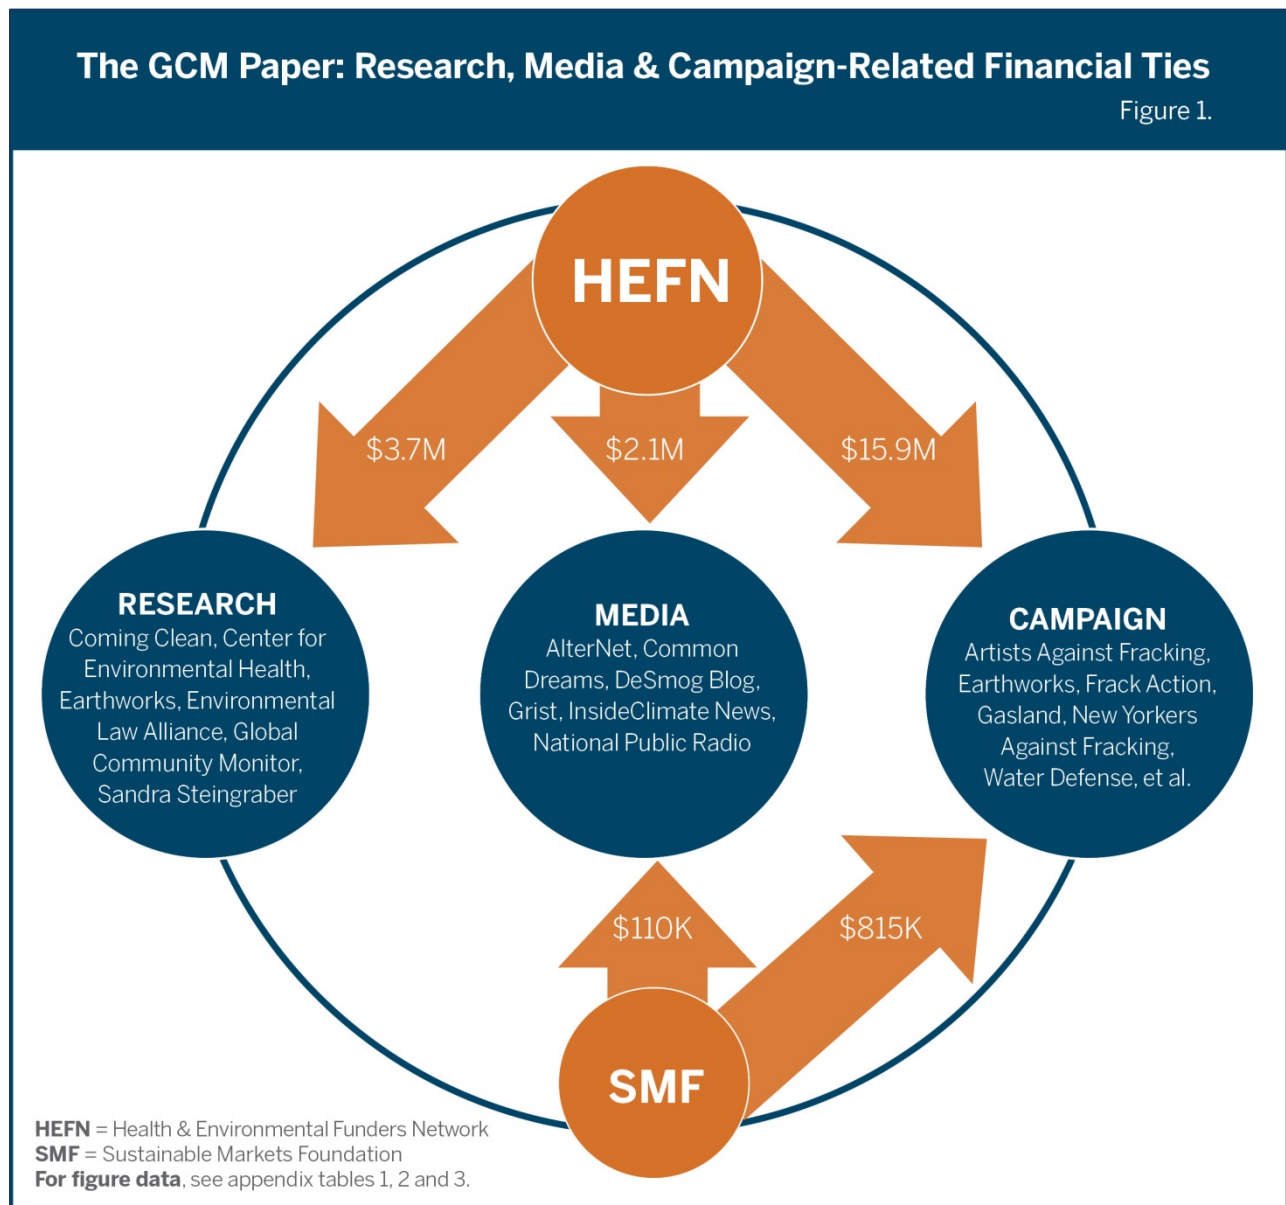 The GCM Paper: Research, Media & Campaign-Related Financial Ties
Figure 1.
HEFN
$3.7M
$2.1M
$15.9M
RESEARCH
Coming Clean, Center for
Environmental Health,
Earthworks, Environmental
Law Alliance, Global
Community Monitor,
Sandra Steingraber
MEDIA
AlterNet, Common
Dreams, DeSmog Blog,
Grist, InsideClimate News,
National Public Radio
CAMPAIGN
Artists Against Fracking,
Earthworks, Frack Action,
Gasland, New Yorkers
Against Fracking,
Water Defense, et al.
$110K
$815K
SMF
HEFN = Health & Environmental Funders Network
SMF = Sustainable Markets Foundation
For figure data, see appendix tables 1, 2 and 3.